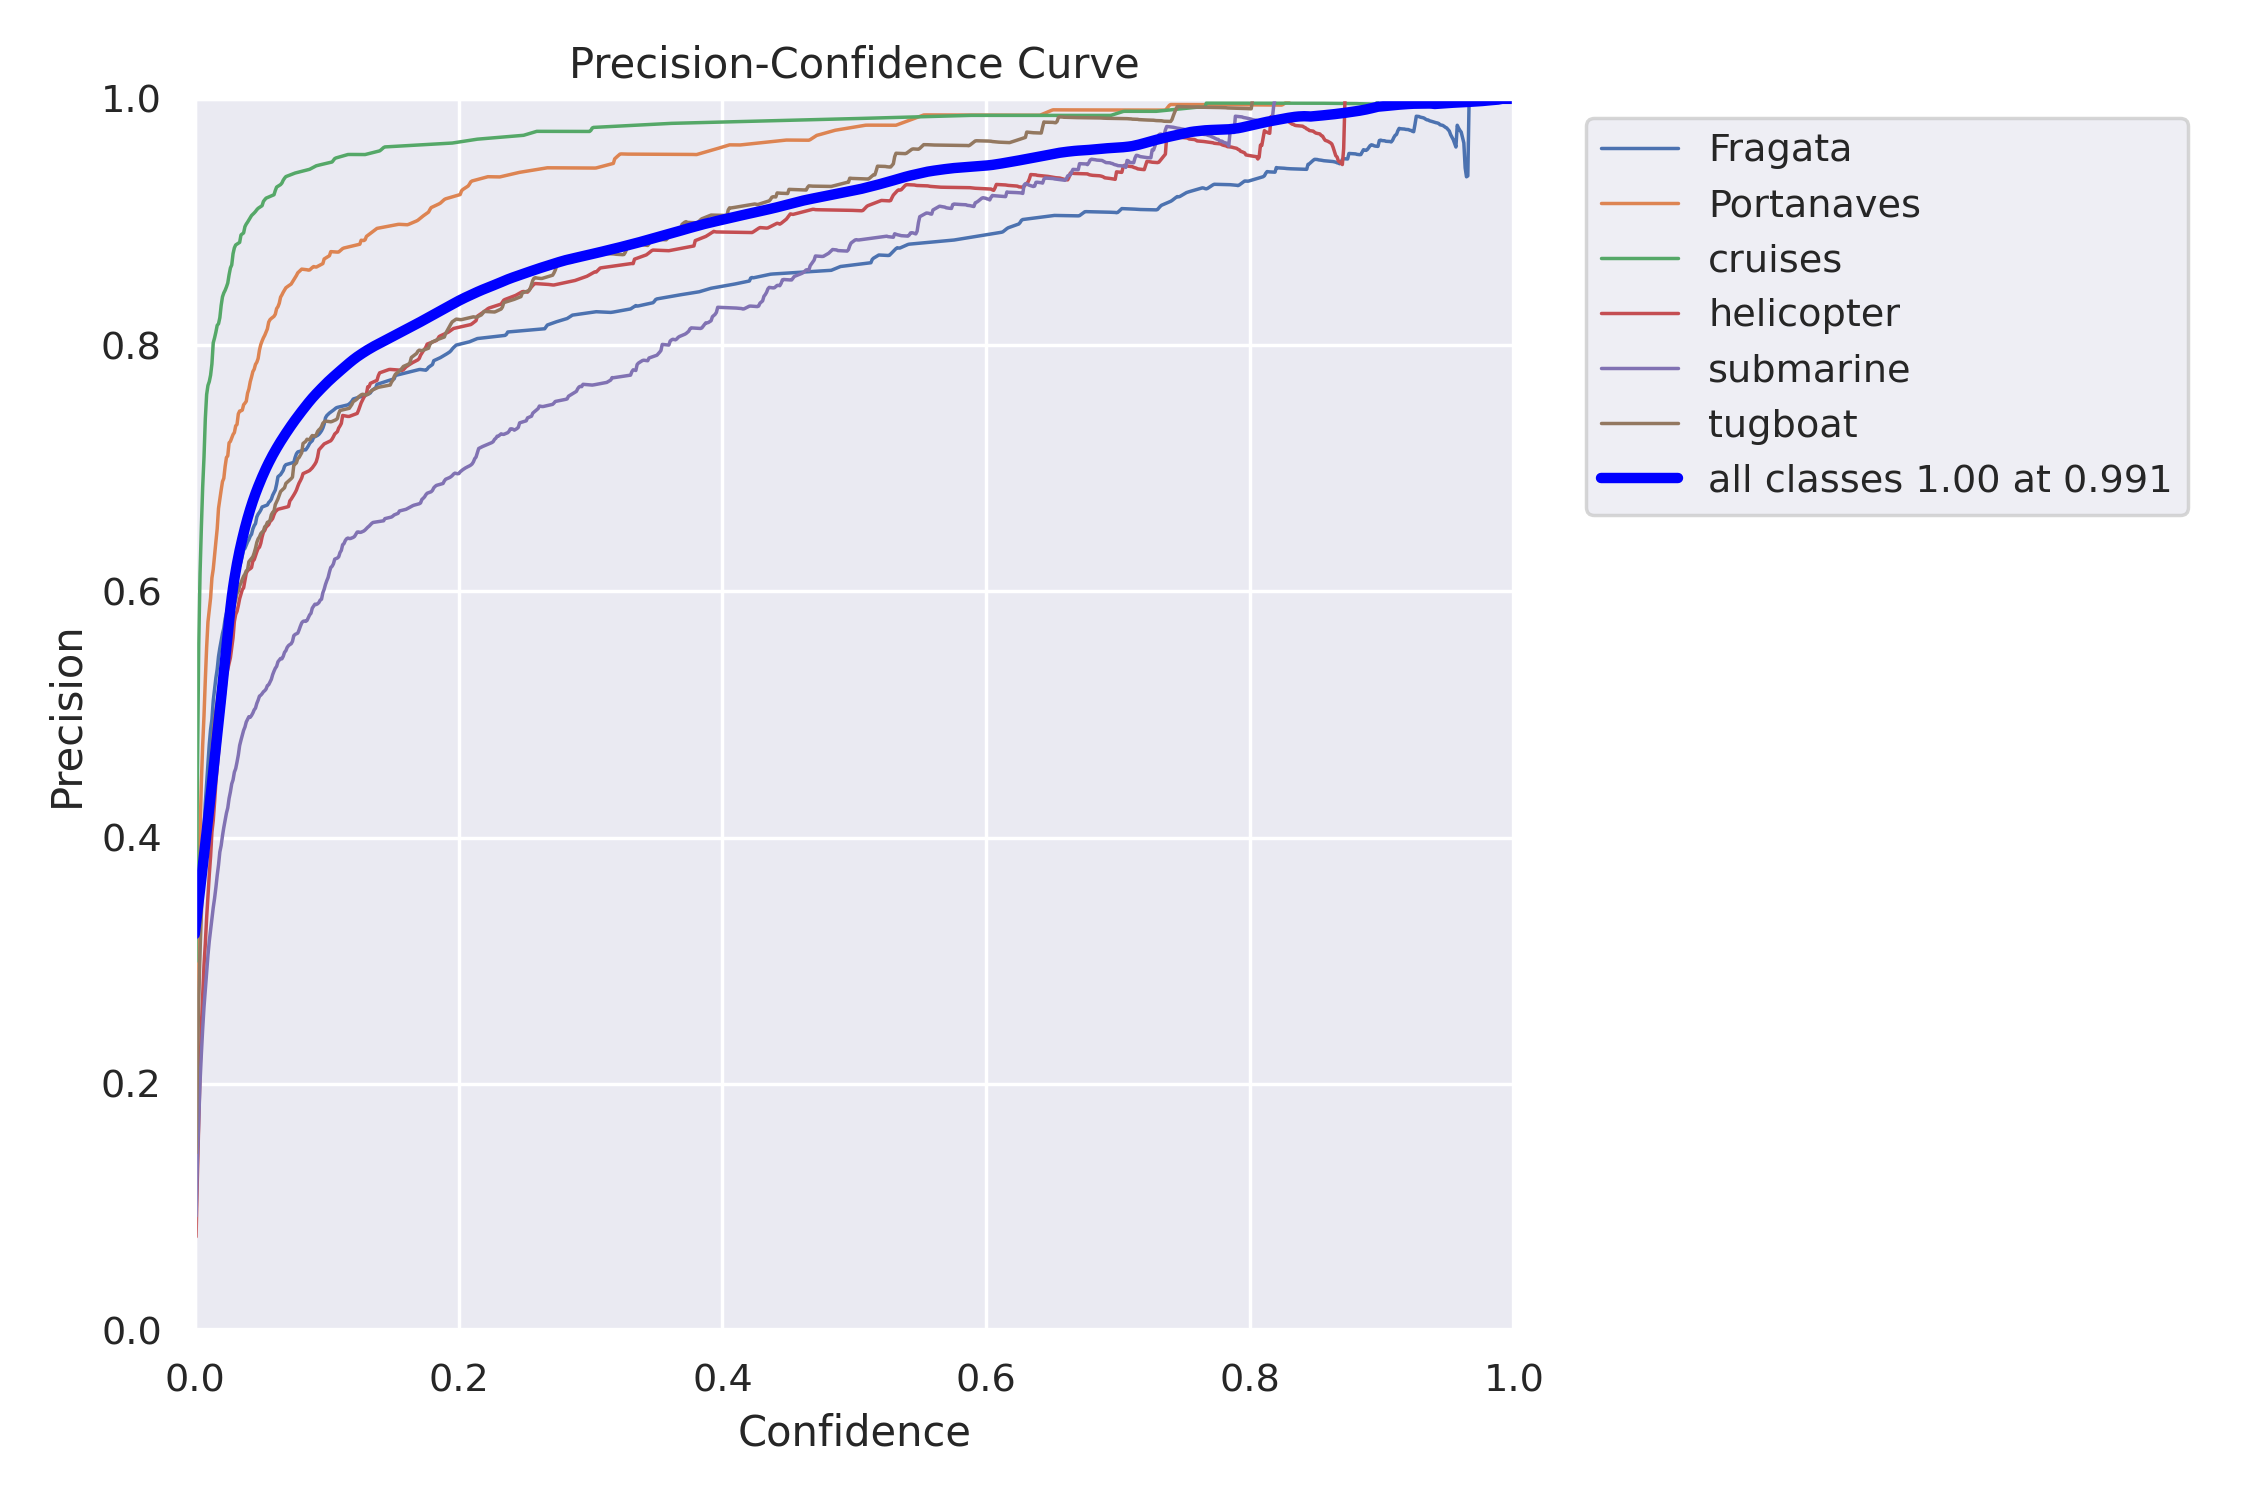 Precision-Confidence Curve
1.0
0.8
0.6
0.4
0.2
0.0
Precision
0.0 0.2 0.4 0.6 0.8 1.0
Confidence
Fragata
Portanaves
cruises
helicopter
submarine
tugboat
all classes 1.00 at 0.991